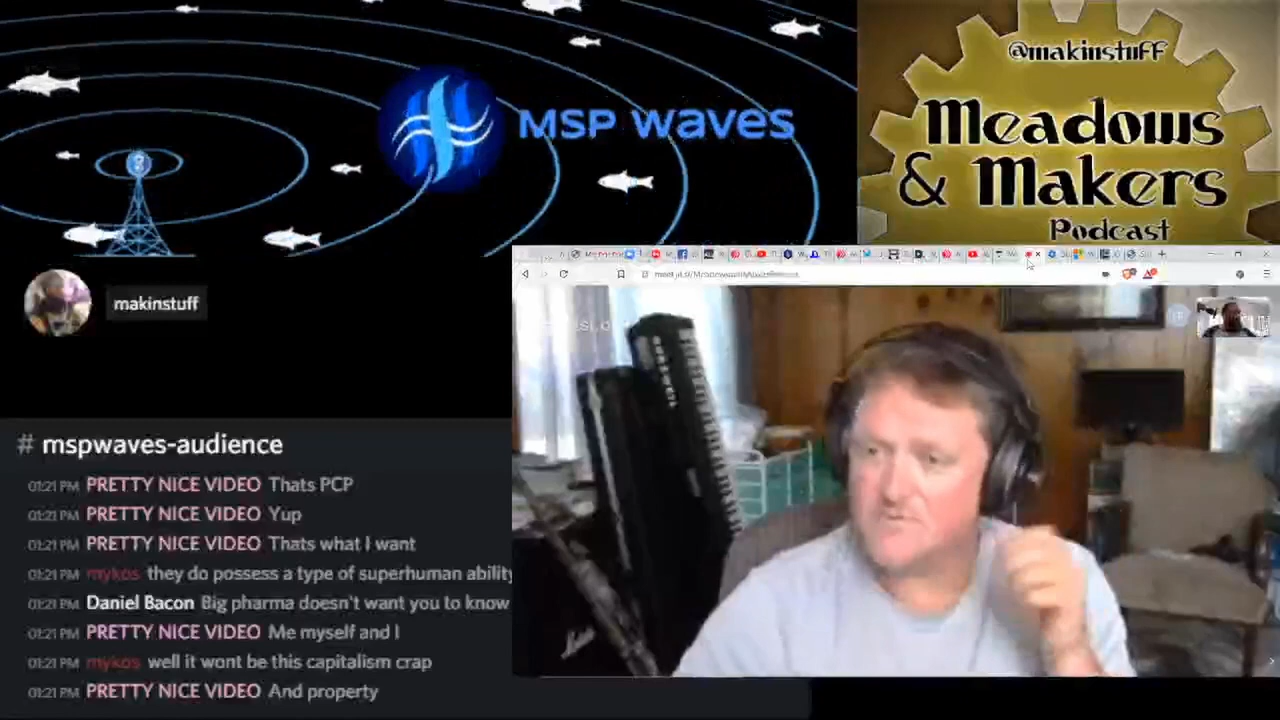 MSP WAVES
@makinstuff
Meadows
& Makers
Podcast
makinstuff
# mspwaves-audience
01:21 PM PRETTY NICE VIDEO Thats PCP
01:21 PM PRETTY NICE VIDEO Yup
01:21 PM PRETTY NICE VIDEO Thats what I want
01:21 PM mykos they do possess a type of superhuman ability
01:21 PM Daniel Bacon Big pharma doesn't want you to know
01:21 PM PRETTY NICE VIDEO Me myself and I
01:21 PM mykos well it wont be this capitalism crap
01:21 PM PRETTY NICE VIDEO And property